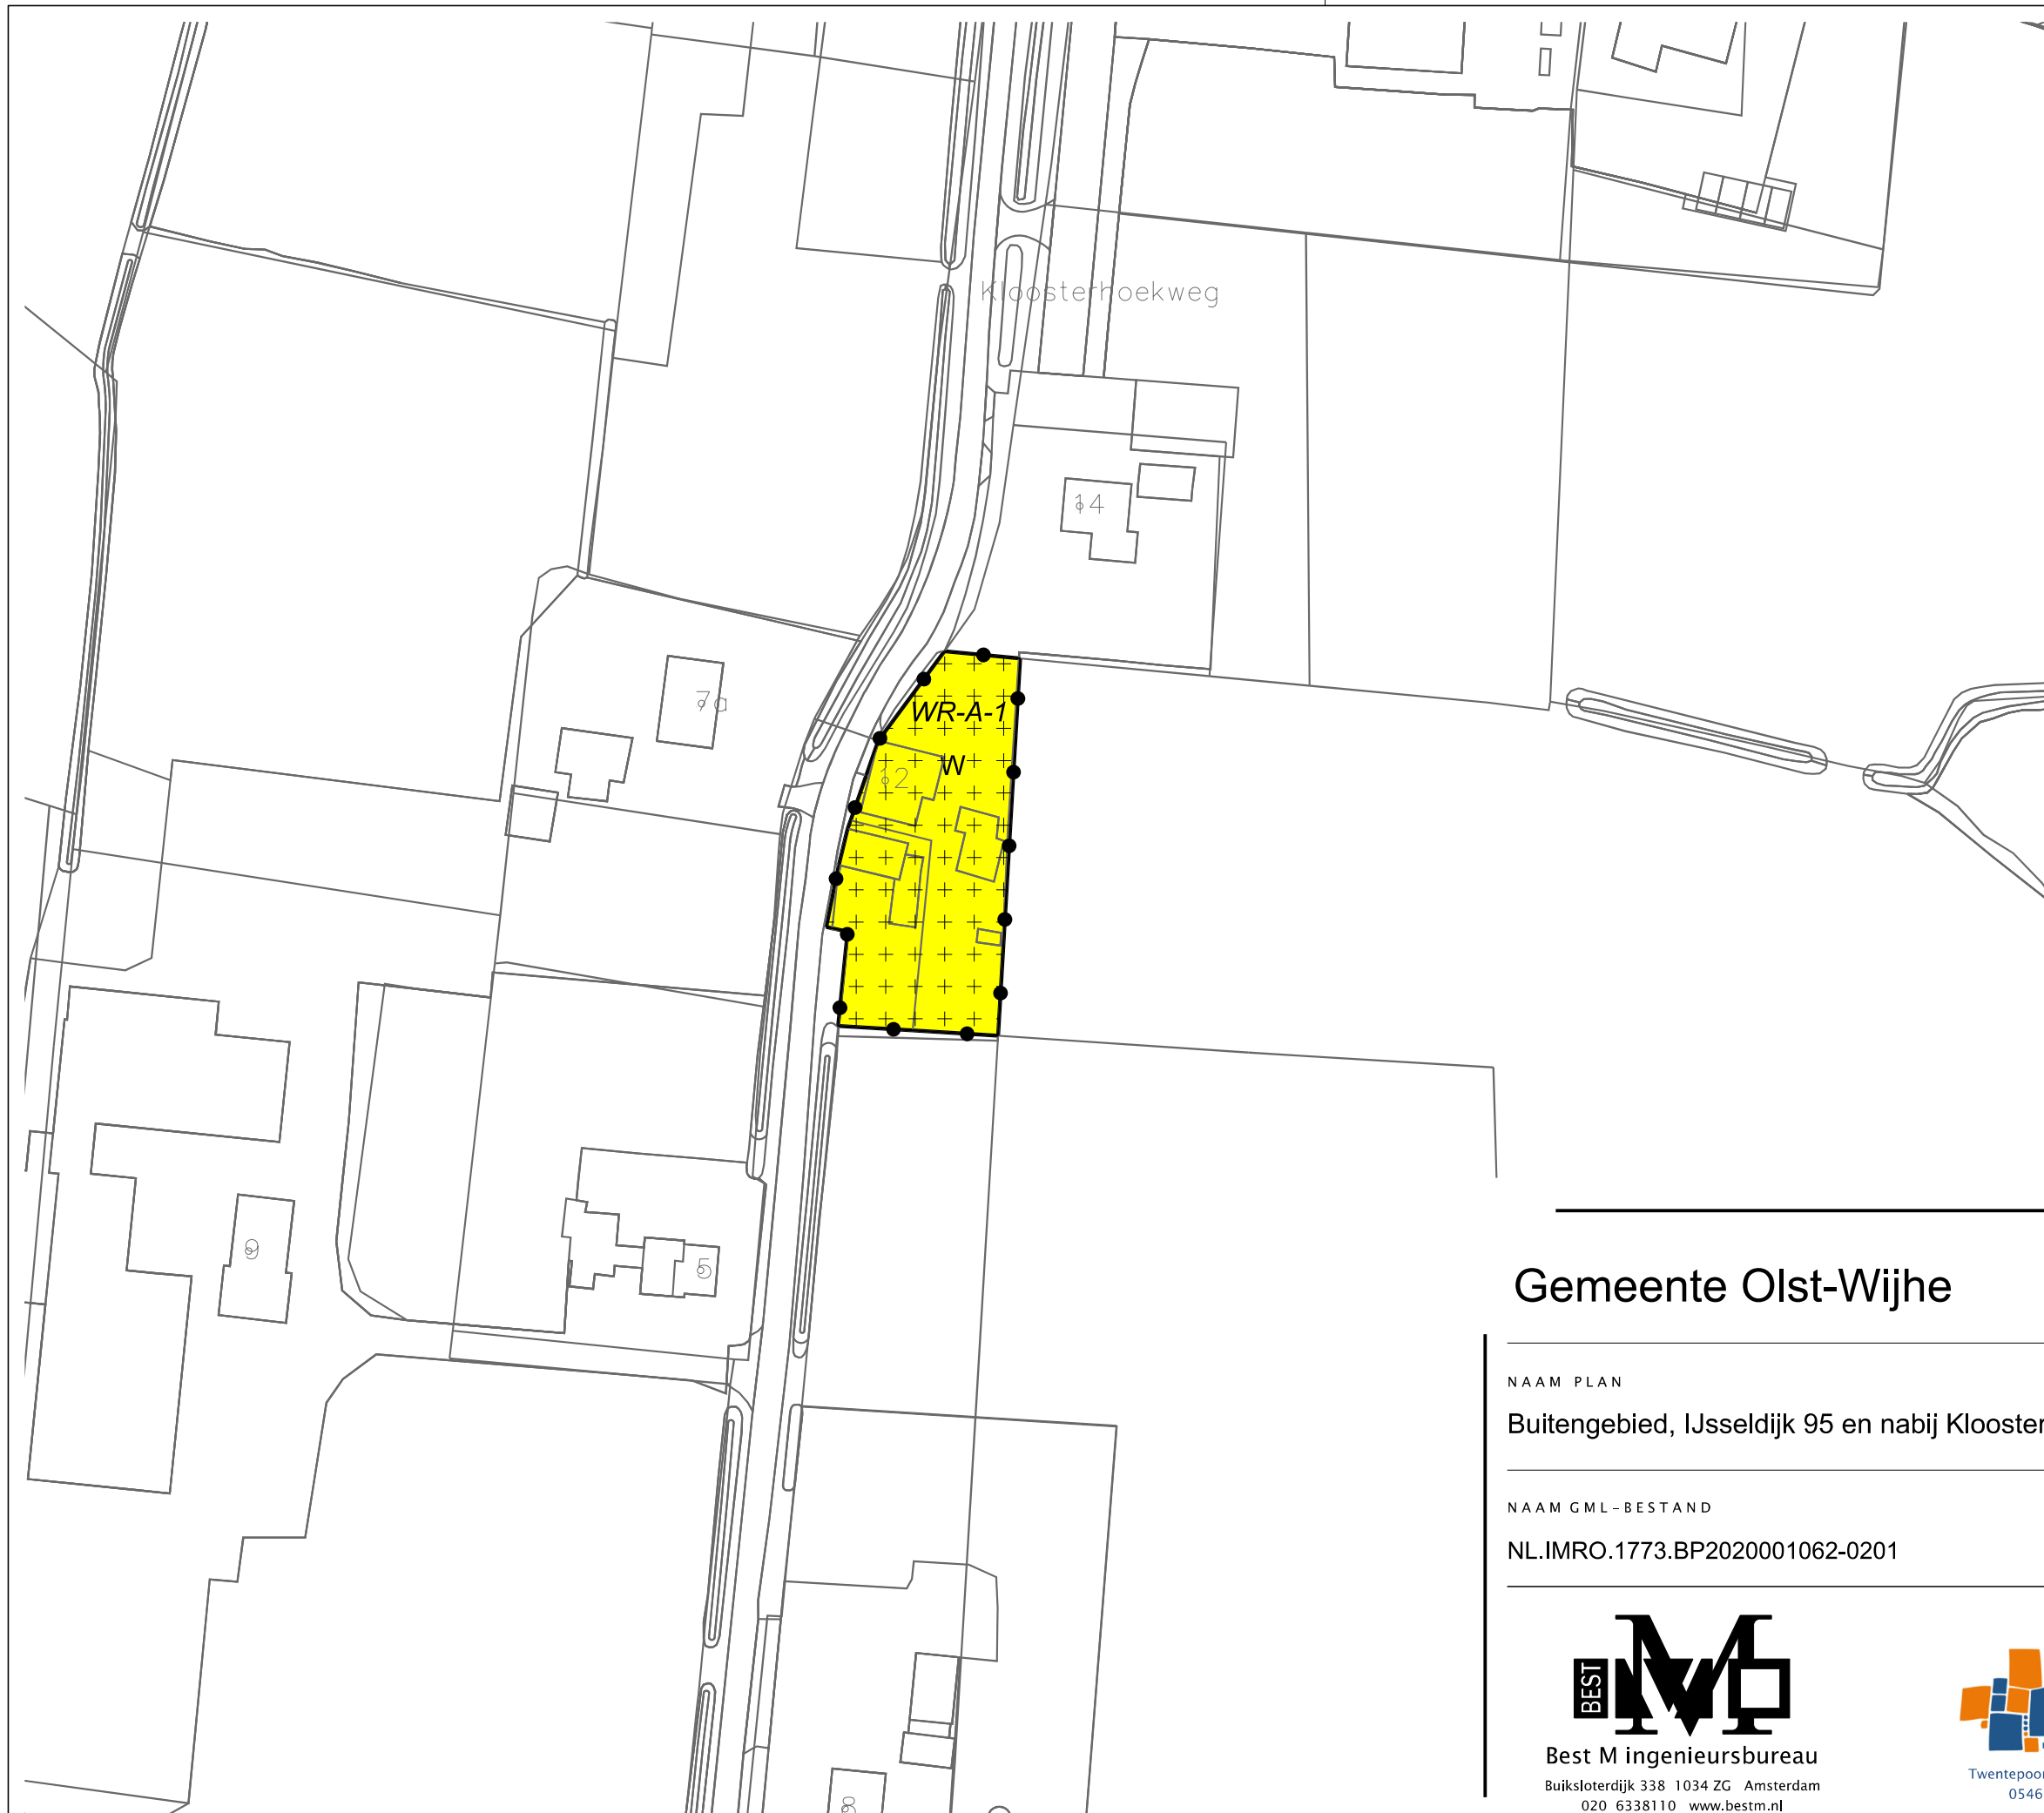 Kloosterhoekweg
14
7a
WR-A-1
W
12
9
5
Gemeente Olst-Wijhe
NAAM PLAN
Buitengebied, IJsseldijk 95 en nabij
NAAM GML-BESTAND
NL.IMRO.1773.BP2020001062-0201
BEST
M
Best M ingenieursbureau
Buiksloterdijk 338 1034 ZG Amsterdam
020 6338110 www.bestm.nl
0546